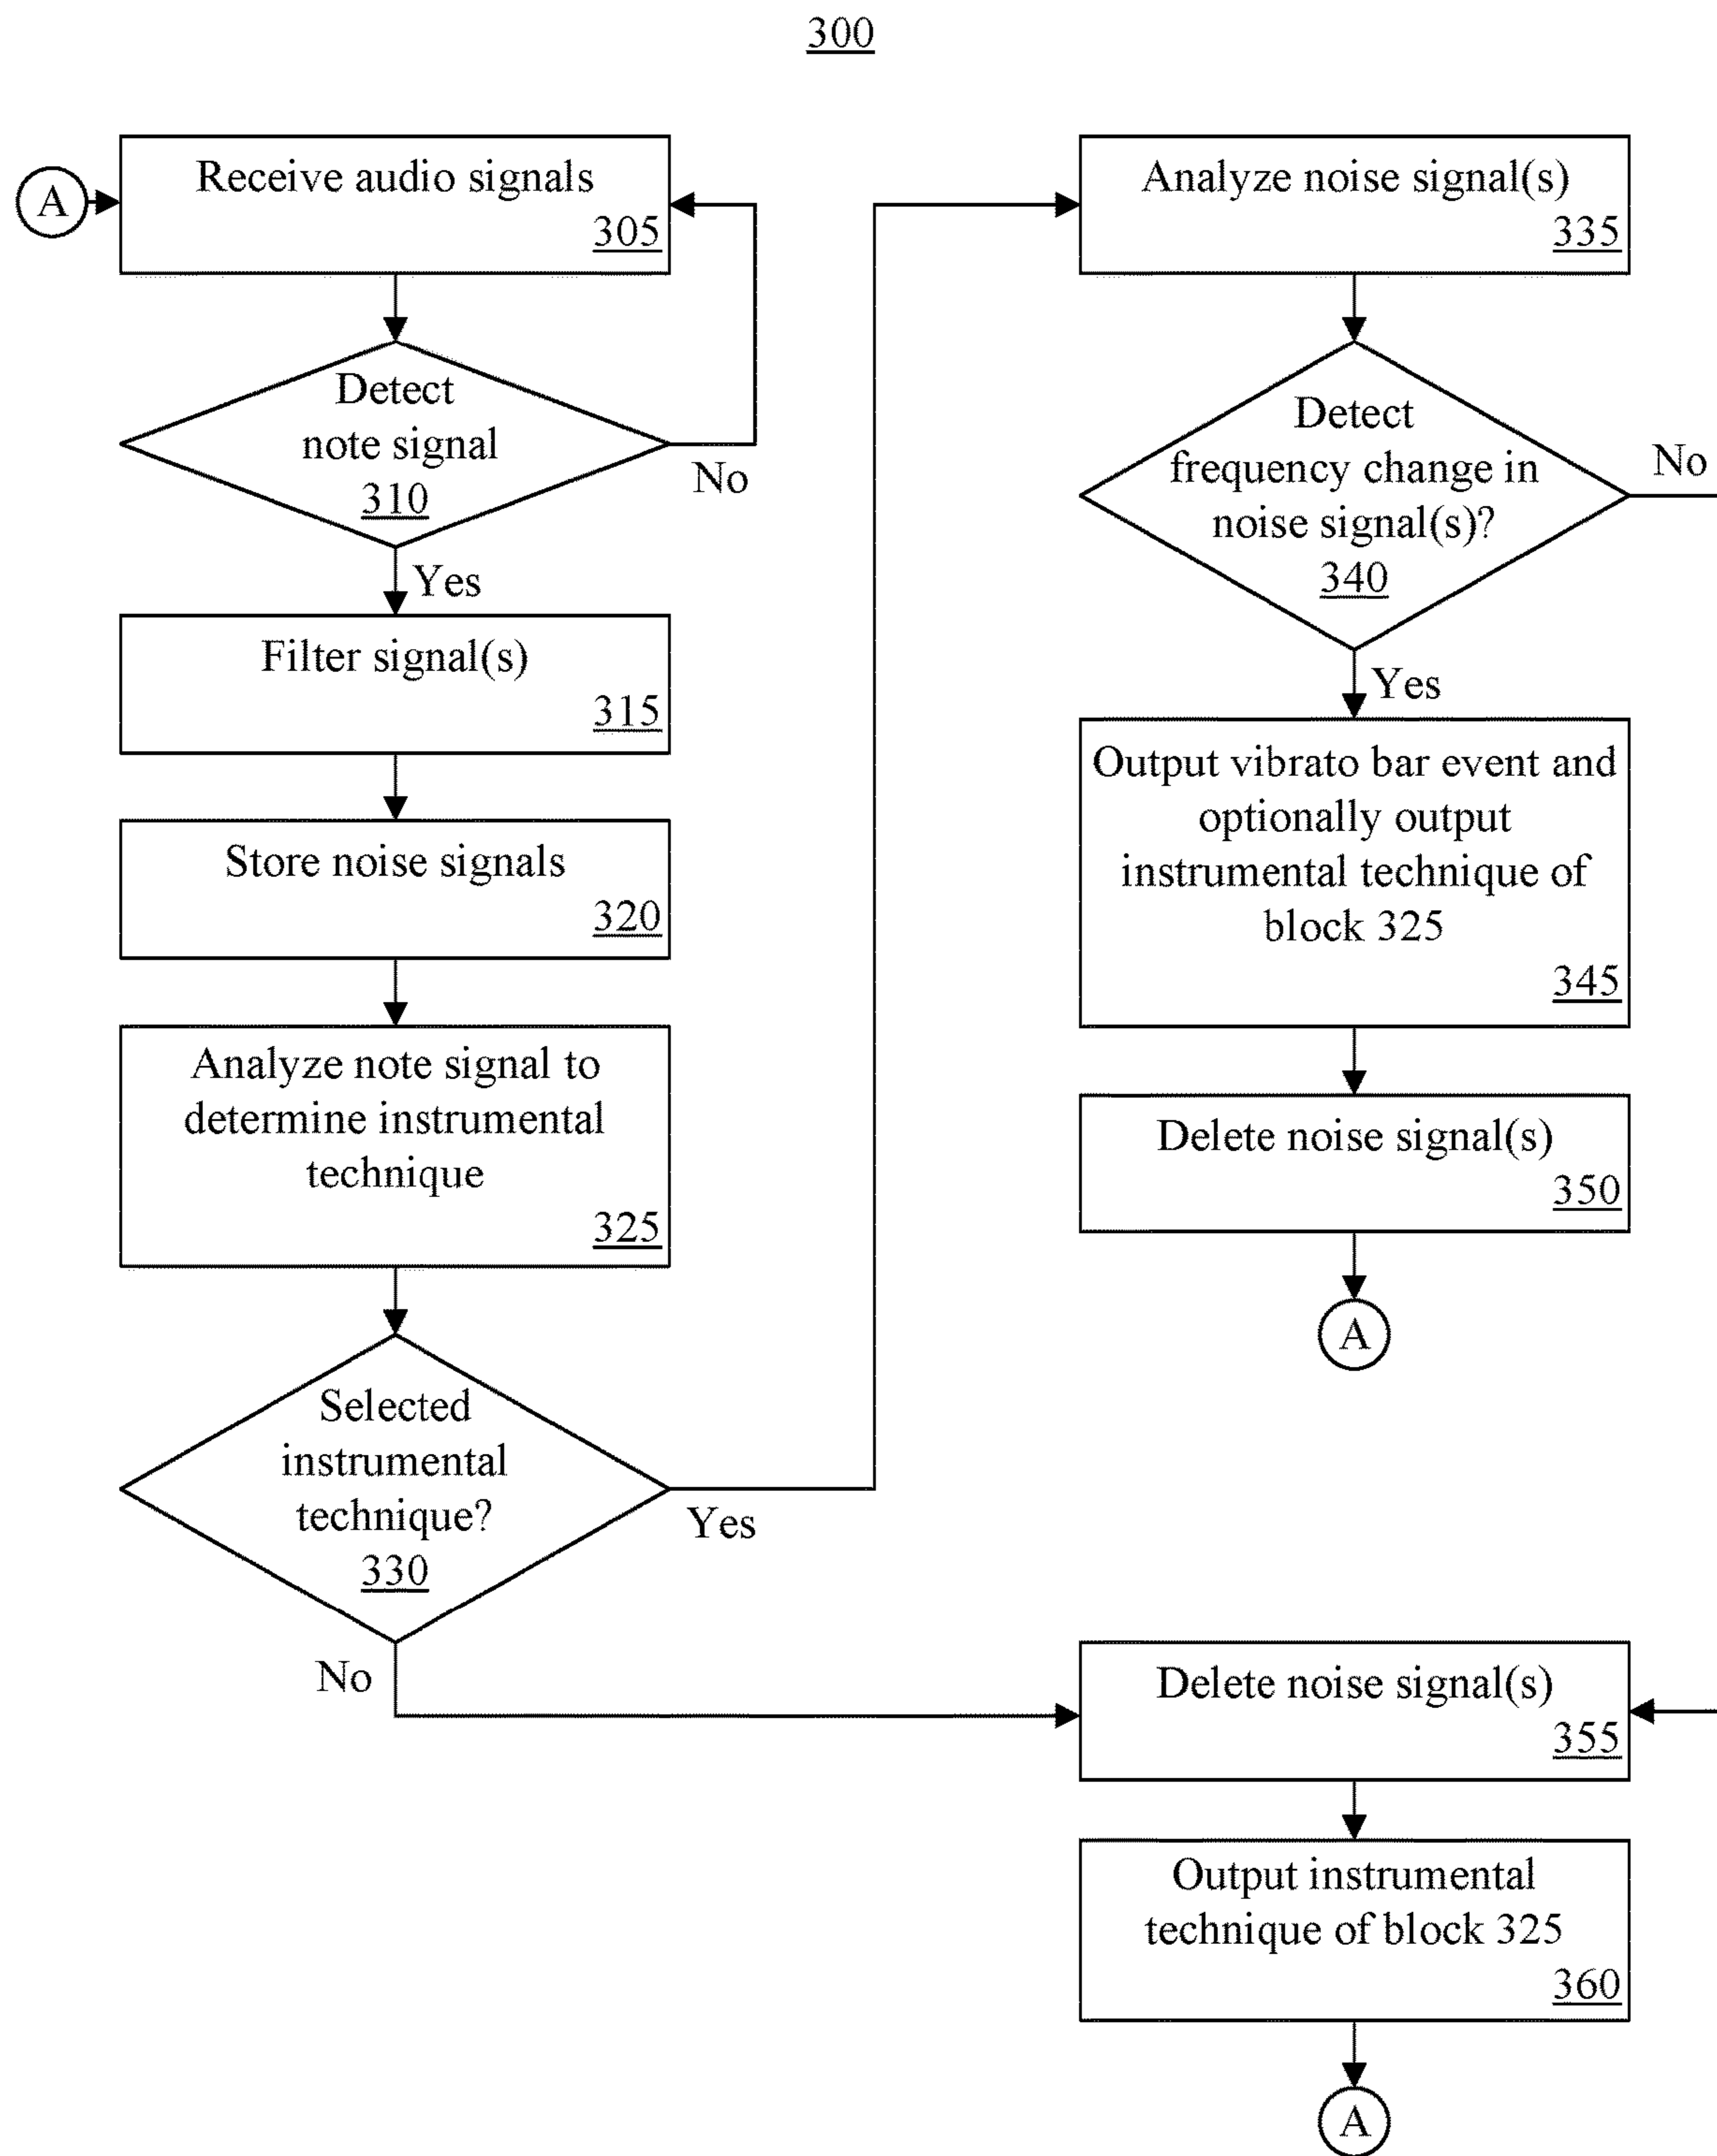 300
A
Receive audio signals
305
Detect
note signal
310
No
Yes
Filter signal(s)
315
Store noise signals
320
Analyze note signal to
determine instrumental
technique
325
Selected
instrumental
technique?
330
Yes
No
Analyze noise signal(s)
335
Detect
frequency change in
noise signal(s)?
340
No
Yes
Output vibrato bar event and
optionally output
instrumental technique of
block 325
345
Delete noise signal(s)
350
A
Delete noise signal(s)
355
Output instrumental
technique of block 325
360
A